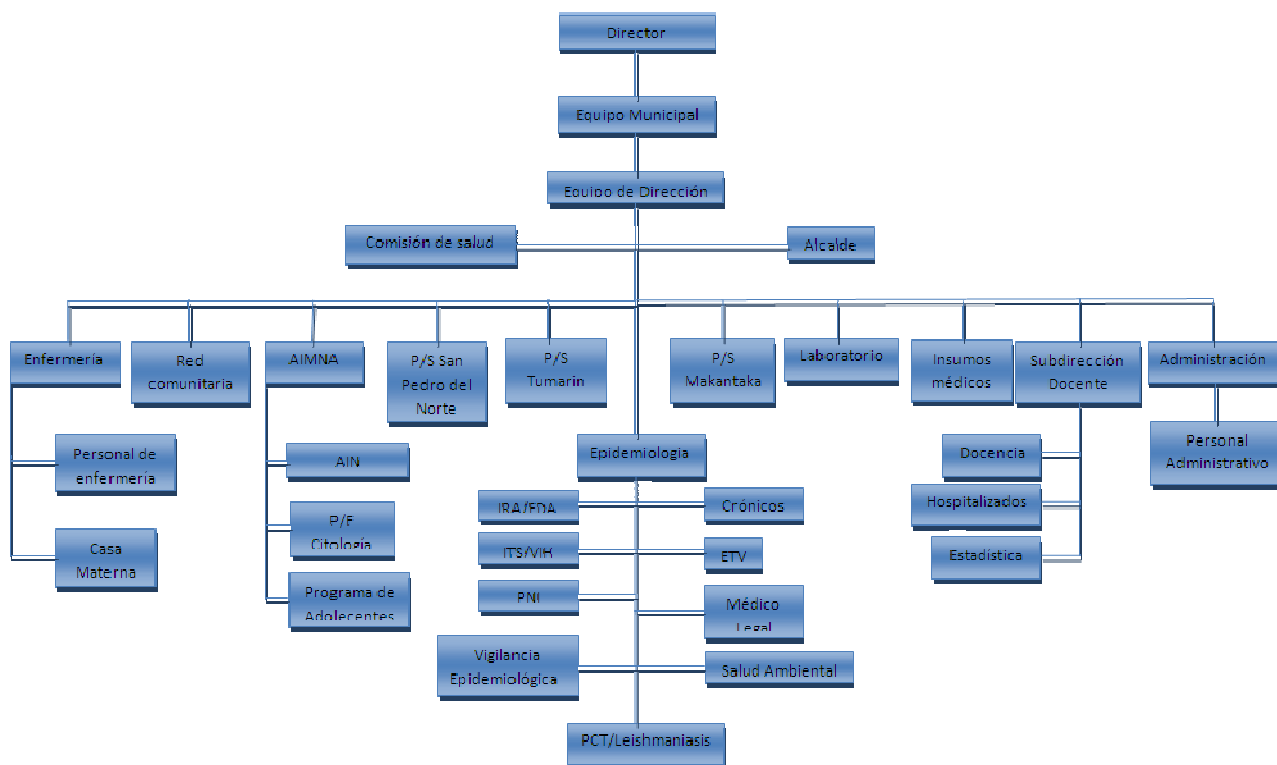 Director
Equipo Municipal
Equipo de Dirección
Comisión de salud
Alcalde
Enfermería
Red
comunitaria
AIMNA
P/S San
Pedro del
Norte
P/S
Tumarin
P/S
Makantaka
Laboratorio
Insumos
médicos
Subdirección
Docente
Administración
Personal de
enfermería
Casa
Materna
AIN
P/F
Citología
Programa de
Adolecentes
Epidemiologia
IRA/EDA
Crónicos
ITS/VIH
ETV
PNI
Médico
Legal
Vigilancia
Epidemiológica
Salud Ambiental
PCT/Leishmaniasis
Docencia
Hospitalizados
Estadística
Personal
Administrativo